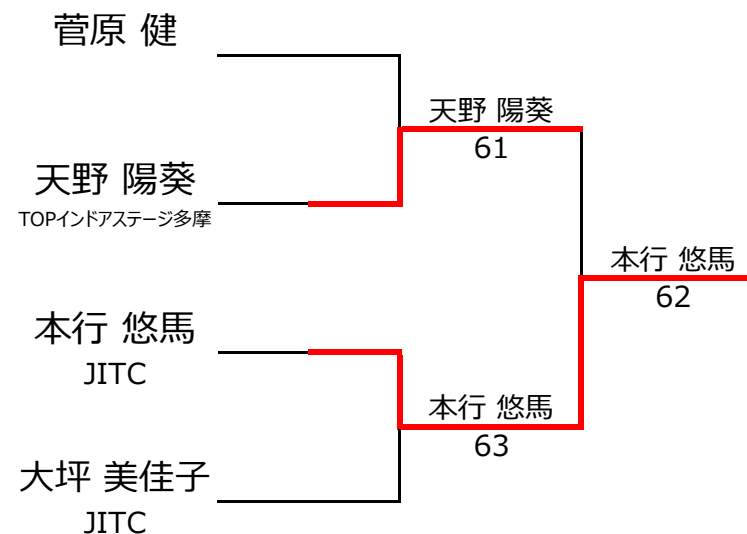 菅原 健
天野 陽葵
TOPインドアステージ多摩
本行 悠馬
JITC
大坪 美佳子
JITC
天野 陽葵
61
本行 悠馬
63
本行 悠馬
62